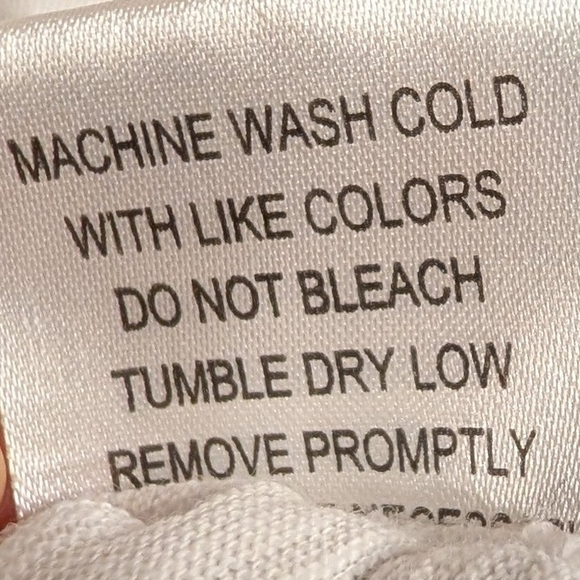 MACHINE WASH COLD
WITH LIKE COLORS
DO NOT BLEACH
TUMBLE DRY LOW
REMOVE PROMPTLY